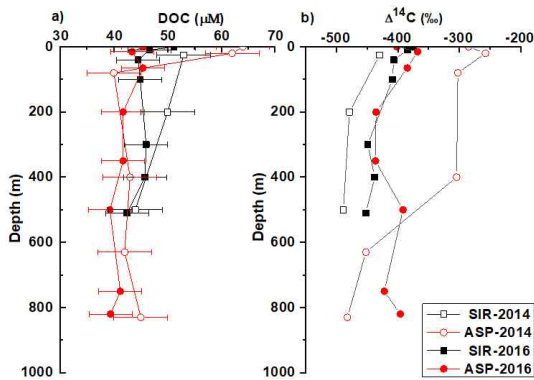 a) DOC (μM)
30 40 50 60 70
0
200
400
600
800
1000
Depth (m)
b) Δ¹⁴C (‰)
-500 -400 -300 -200
0
200
400
600
800
1000
Depth (m)
SIR-2014
ASP-2014
SIR-2016
ASP-2016